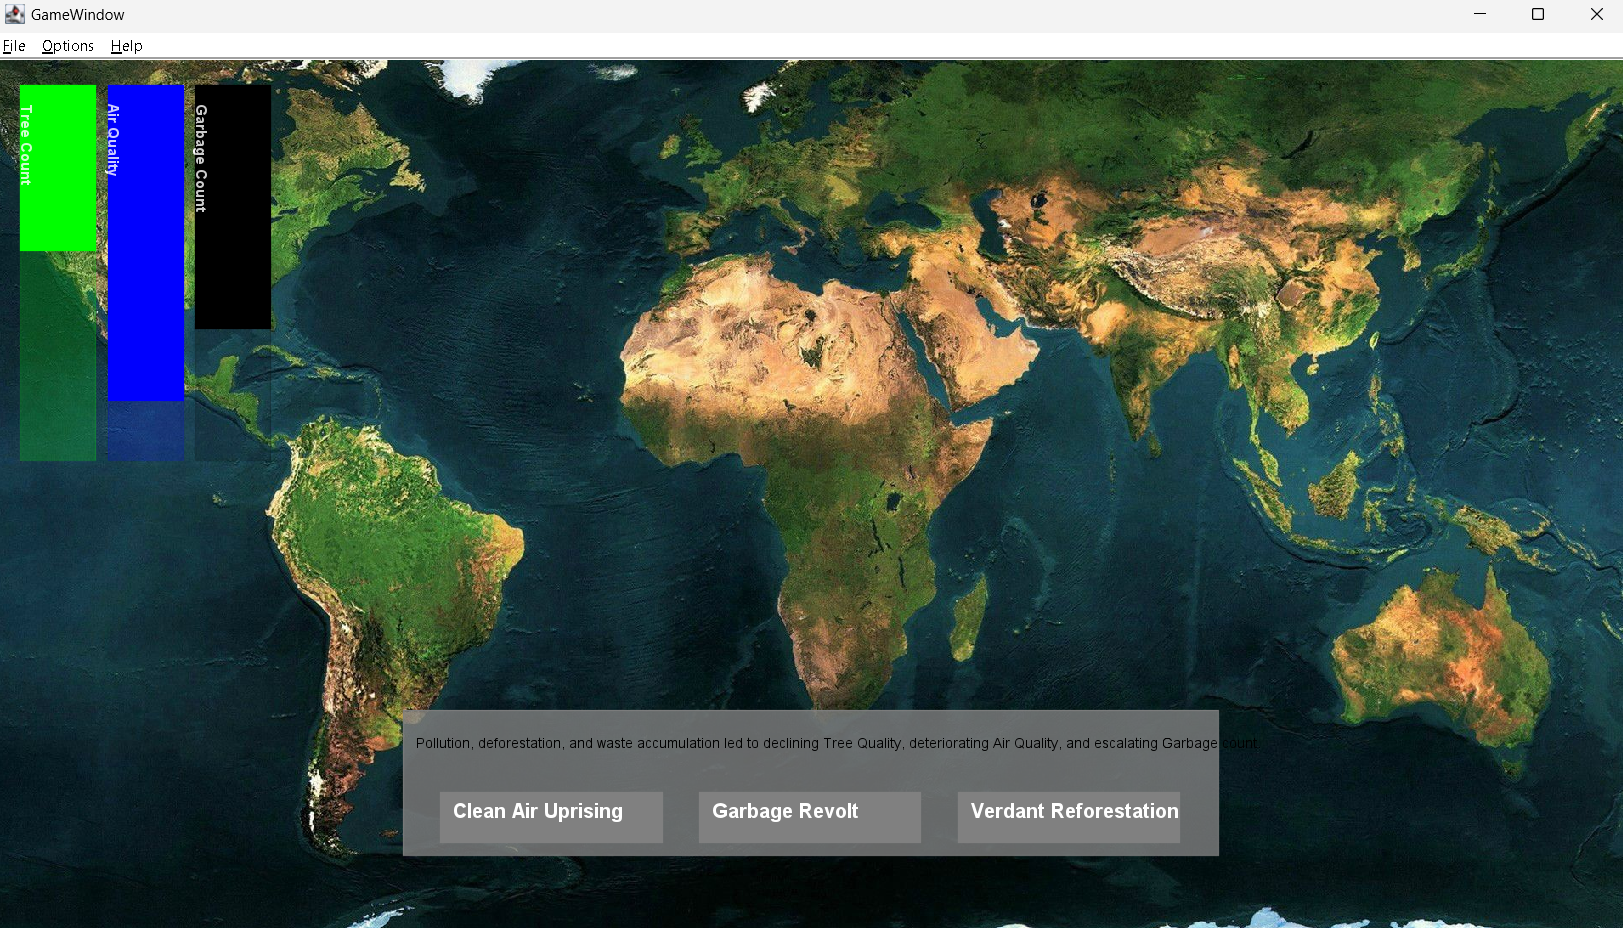 GameWindow
File Options Help
Tree Count
Air Quality
Garbage Count
Pollution, deforestation, and waste accumulation led to declining Tree Quality, deteriorating Air Quality, and escalating Garbage count
Clean Air Uprising
Garbage Revolt
Verdant Reforestation